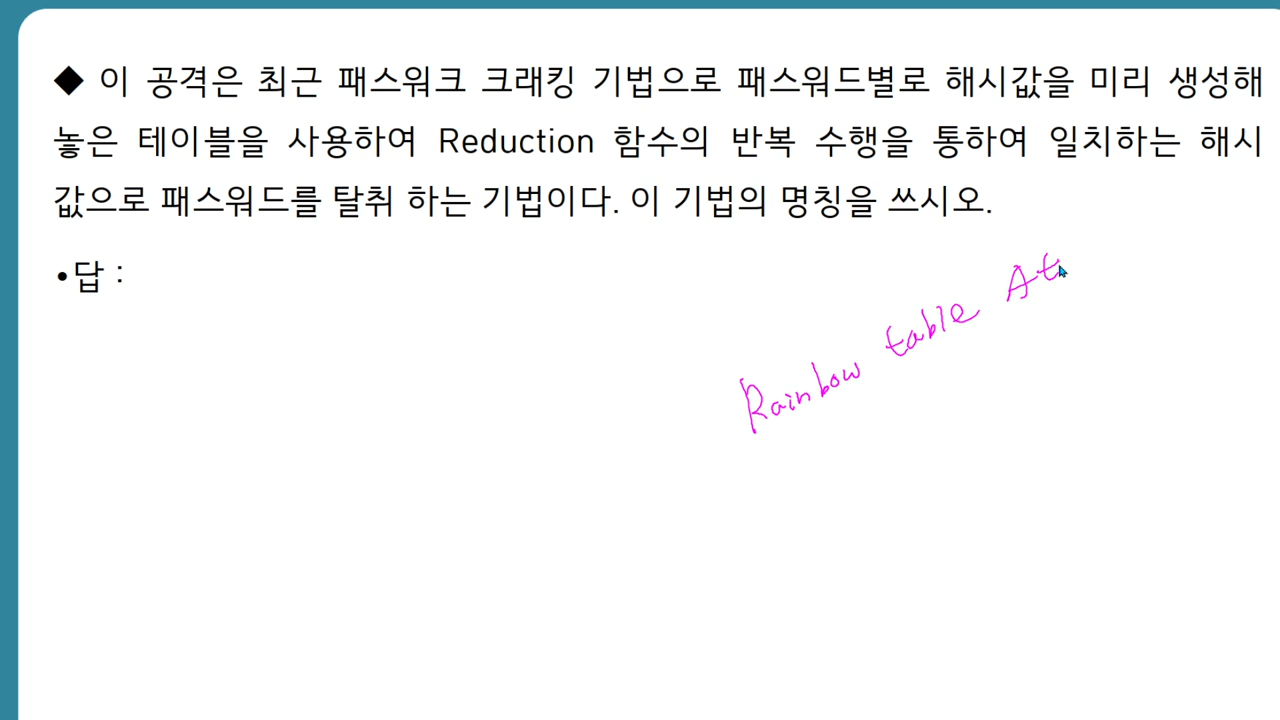 ◆ 이 공격은 최근 패스워크 크래킹 기법으로 패스워드별로 해시값을 미리 생성해
놓은 테이블을 사용하여 Reduction 함수의 반복 수행을 통하여 일치하는 해시
값으로 패스워드를 탈취 하는 기법이다. 이 기법의 명칭을 쓰시오.
•답 :
Rainbow table At